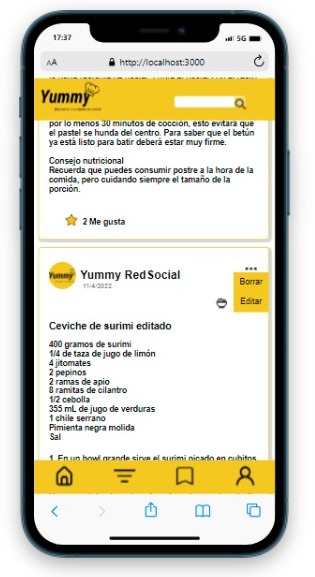 17:37
5G
AA
http://localhost:3000
Yummy
por lo menos 30 minutos de cocción, esto evitará que
el pastel se hunda del centro. Para saber que el betún
ya está listo para batir deberá estar muy firme.
Consejo nutricional
Recuerda que puedes consumir postre a la hora de la
comida, pero cuidando siempre el tamaño de la
porción.
2 Me gusta
Yummy
Yummy RedSocial
11/4/2022
Borrar
Editar
Ceviche de surimi editado
400 gramos de surimi
1/4 de taza de jugo de limón
4 jitomates
2 pepinos
2 ramas de apio
8 ramitas de cilantro
1/2 cebolla
355 mL de jugo de verduras
1 chile serrano
Pimienta negra molida
Sal
1. En un bowl grande sirve el surimi picado en cubitos